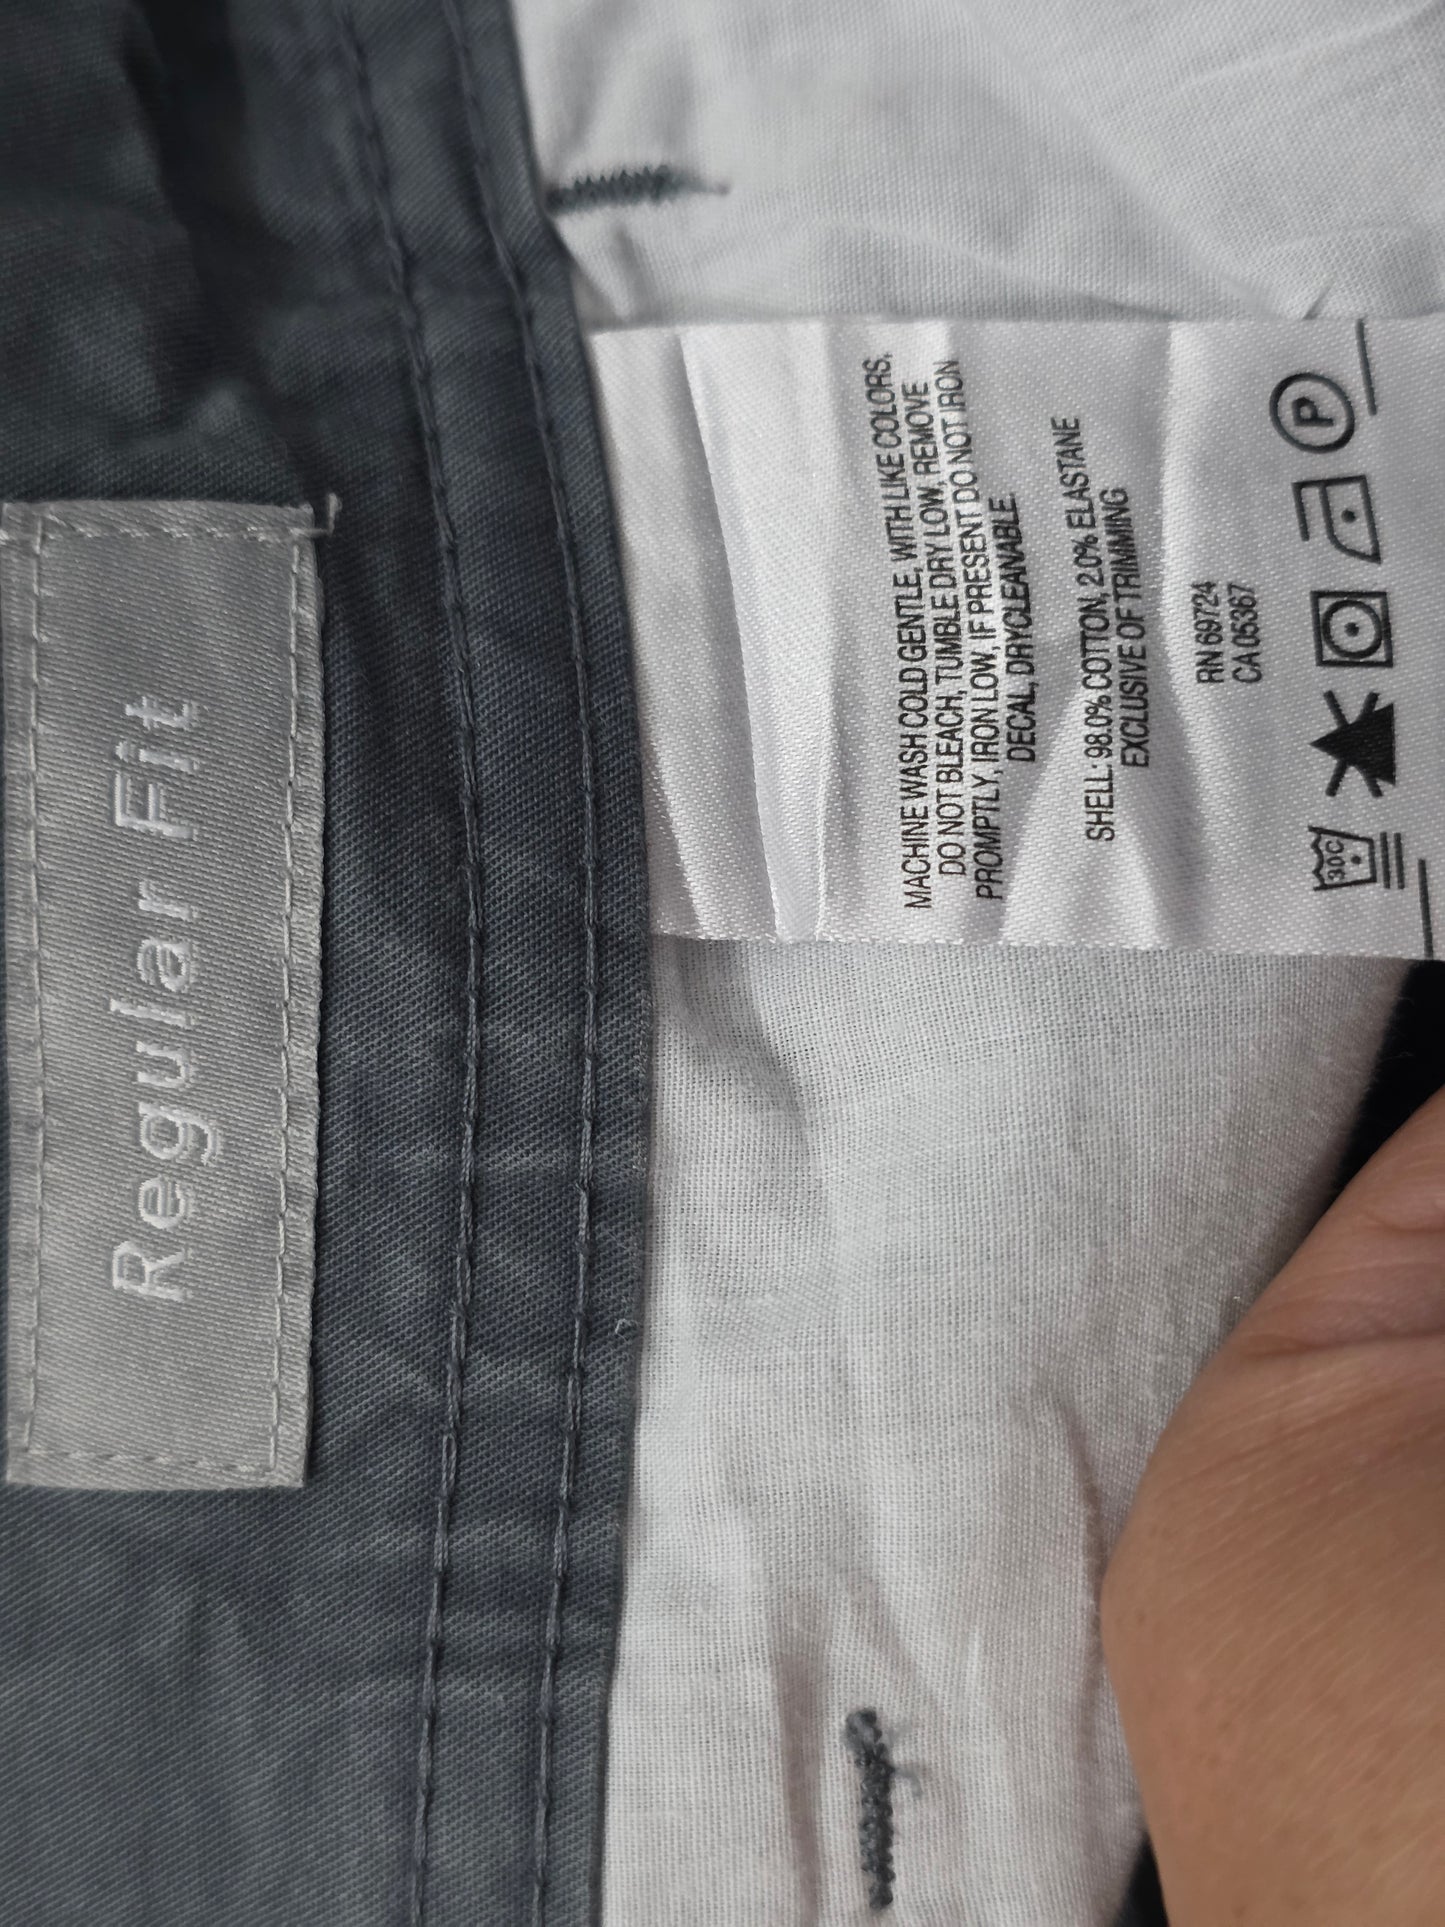 Regular Fit
MACHINE WASH COLD GENTLE, WITH LIKE COLORS,
DO NOT BLEACH, TUMBLE DRY LOW, REMOVE
PROMPTLY, IRON LOW, IF PRESENT DO NOT IRON
DECAL, DRYCLEANABLE.
SHELL: 98.0% COTTON, 2.0% ELASTANE
EXCLUSIVE OF TRIMMING
RN 69724
CA 05367
30C P